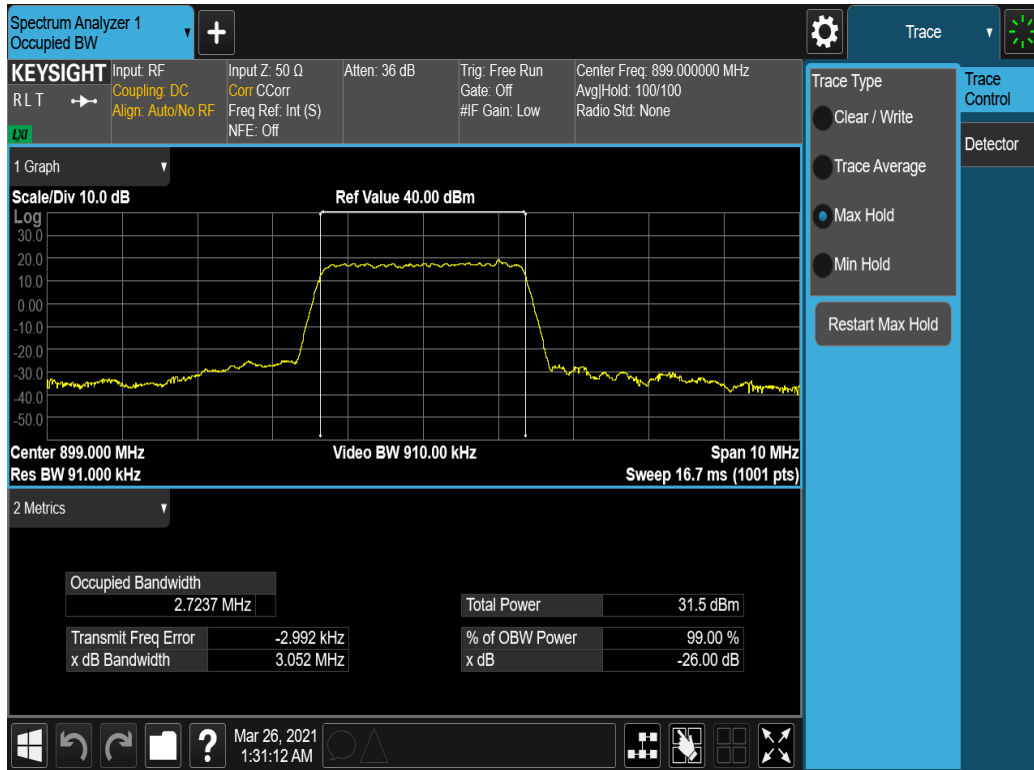 Spectrum Analyzer 1
Occupied BW
+
Trace
KEYSIGHT
RLT
LXI
Input: RF
Coupling: DC
Align: Auto/No RF
Input Z: 50 Ω
Corr CCorr
Freq Ref: Int (S)
NFE: Off
Atten: 36 dB
Trig: Free Run
Gate: Off
#IF Gain: Low
Center Freq: 899.000000 MHz
Avg|Hold: 100/100
Radio Std: None
Trace Type
Clear / Write
Trace Average
Max Hold
Min Hold
Restart Max Hold
Trace
Control
Detector
1 Graph
Scale/Div 10.0 dB
Ref Value 40.00 dBm
Log
30.0
20.0
10.0
0.00
-10.0
-20.0
-30.0
-40.0
-50.0
Center 899.000 MHz
Video BW 910.00 kHz
Span 10 MHz
Res BW 91.000 kHz
Sweep 16.7 ms (1001 pts)
2 Metrics
Occupied Bandwidth
2.7237 MHz
Total Power 31.5 dBm
Transmit Freq Error -2.992 kHz
% of OBW Power 99.00 %
x dB Bandwidth 3.052 MHz
x dB -26.00 dB
?
Mar 26, 2021
1:31:12 AM